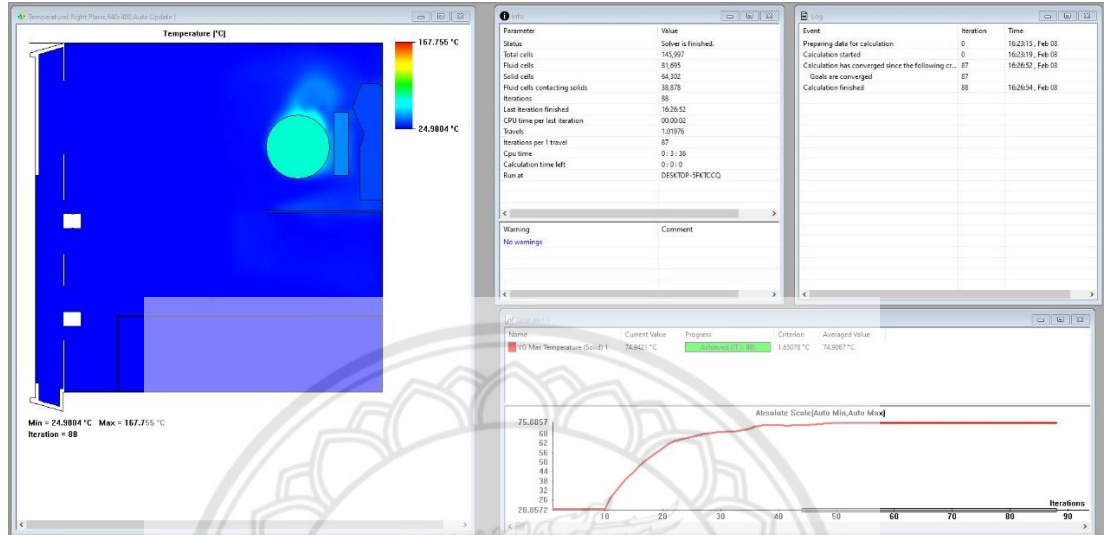 Temperature( Right Plane,640x480,Auto Update )
Temperature [°C]
167.755 °C
24.9804 °C
Min = 24.9804 °C Max = 167.755 °C
Iteration = 88
Info
Parameter Value
Status Solver is finished.
Total cells 145,997
Fluid cells 81,695
Solid cells 64,302
Fluid cells contacting solids 38,878
Iterations 88
Last iteration finished 16:26:52
CPU time per last iteration 00:00:02
Travels 1.01976
Iterations per 1 travel 87
Cpu time 0 : 3 : 36
Calculation time left 0 : 0 : 0
Run at DESKTOP-5FKTCCQ
Warning Comment
No warnings
Log
Event Iteration Time
Preparing data for calculation 0 16:23:15 , Feb 08
Calculation started 0 16:23:19 , Feb 08
Calculation has converged since the following cr... 87 16:26:52 , Feb 08
Goals are converged 87
Calculation finished 88 16:26:54 , Feb 08
Name Current Value Progress Criterion Averaged Value
VG Max Temperature (Solid) 1 74.9421 °C Achieved (IT = 88) 1.65078 °C 74.9067 °C
Absolute Scale(Auto Min,Auto Max)
75.0857
68
62
56
50
44
38
32
26
20.0572
Iterations
10 20 30 40 50 60 70 80 90